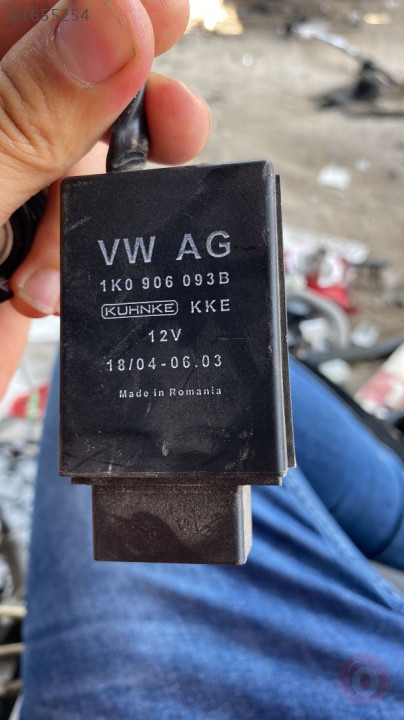 VW AG
1K0 906 093B
KUHNKE KKE
12V
18/04-06.03
Made in Romania